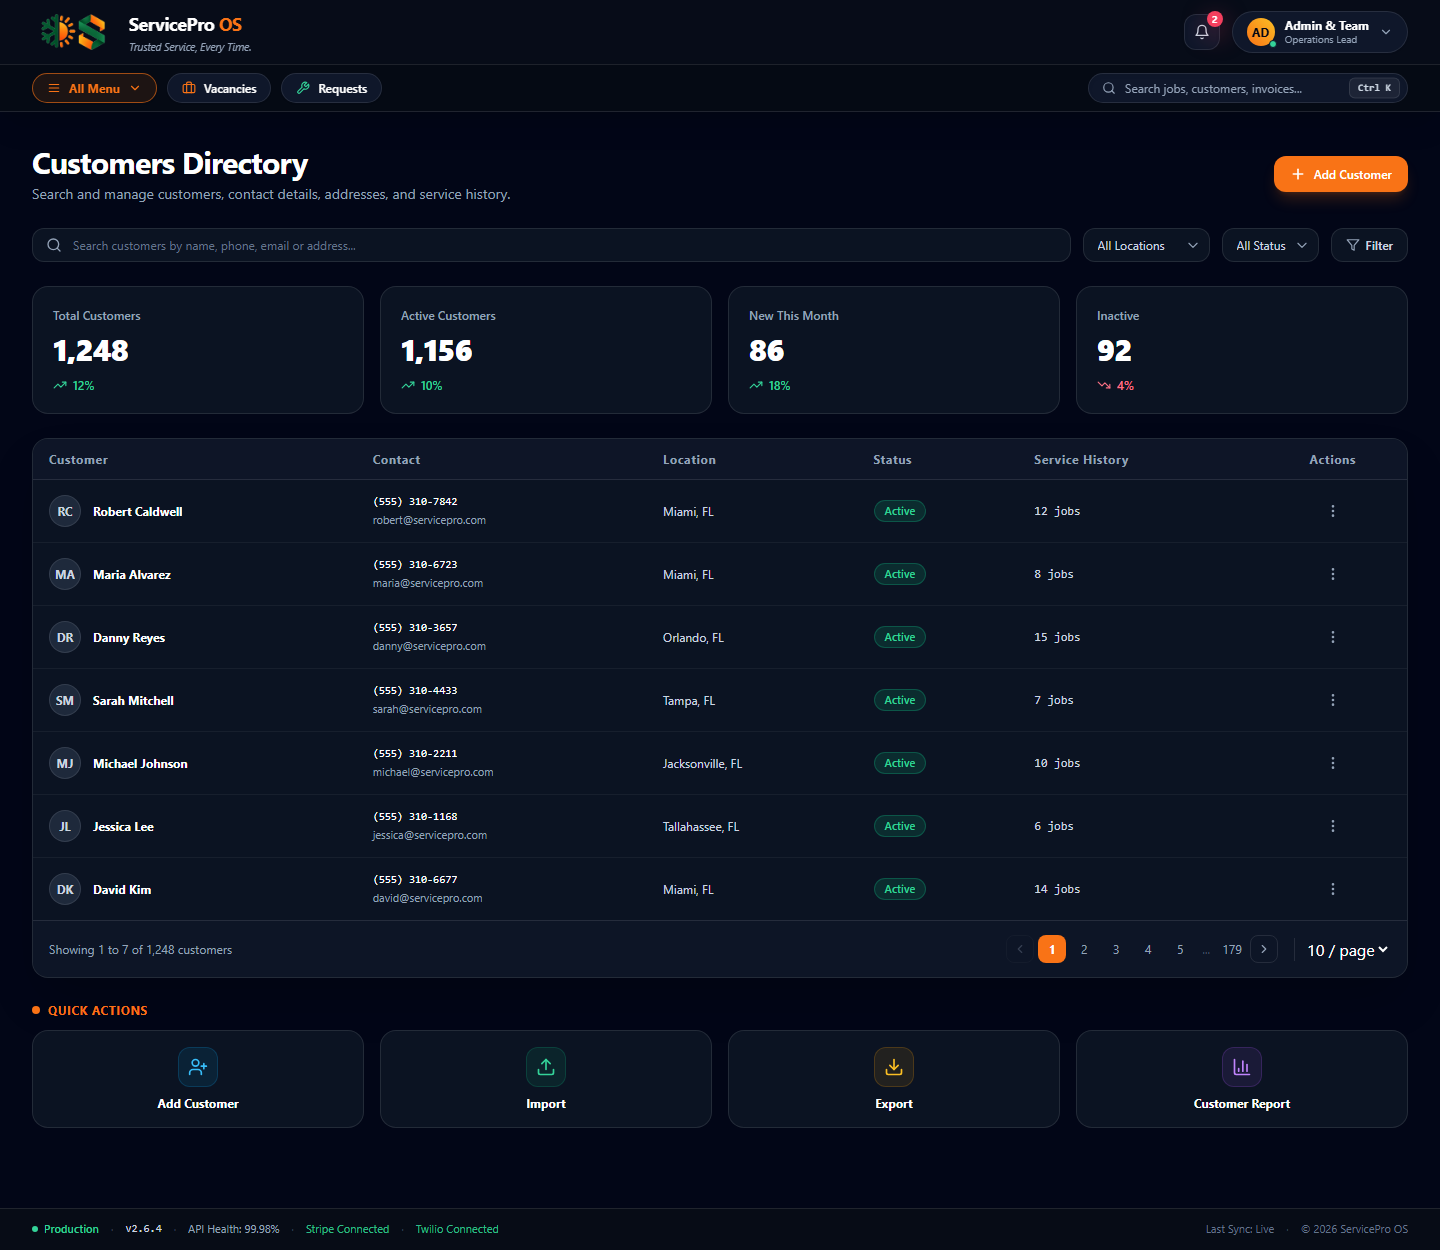 ServicePro OS
Trusted Service, Every Time.
2
AD
Admin & Team
Operations Lead
All Menu
Vacancies
Requests
Search jobs, customers, invoices...
Ctrl K
Customers Directory
Search and manage customers, contact details, addresses, and service history.
Add Customer
Search customers by name, phone, email or address...
All Locations
All Status
Filter
Total Customers
1,248
12%
Active Customers
1,156
10%
New This Month
86
18%
Inactive
92
4%
Customer Contact Location Status Service History Actions
RC Robert Caldwell (555) 310-7842 robert@servicepro.com Miami, FL Active 12 jobs
MA Maria Alvarez (555) 310-6723 maria@servicepro.com Miami, FL Active 8 jobs
DR Danny Reyes (555) 310-3657 danny@servicepro.com Orlando, FL Active 15 jobs
SM Sarah Mitchell (555) 310-4433 sarah@servicepro.com Tampa, FL Active 7 jobs
MJ Michael Johnson (555) 310-2211 michael@servicepro.com Jacksonville, FL Active 10 jobs
JL Jessica Lee (555) 310-1168 jessica@servicepro.com Tallahassee, FL Active 6 jobs
DK David Kim (555) 310-6677 david@servicepro.com Miami, FL Active 14 jobs
Showing 1 to 7 of 1,248 customers
1 2 3 4 5 ... 179
10 / page
QUICK ACTIONS
Add Customer
Import
Export
Customer Report
Production · v2.6.4 · API Health: 99.98% · Stripe Connected · Twilio Connected
Last Sync: Live · © 2026 ServicePro OS